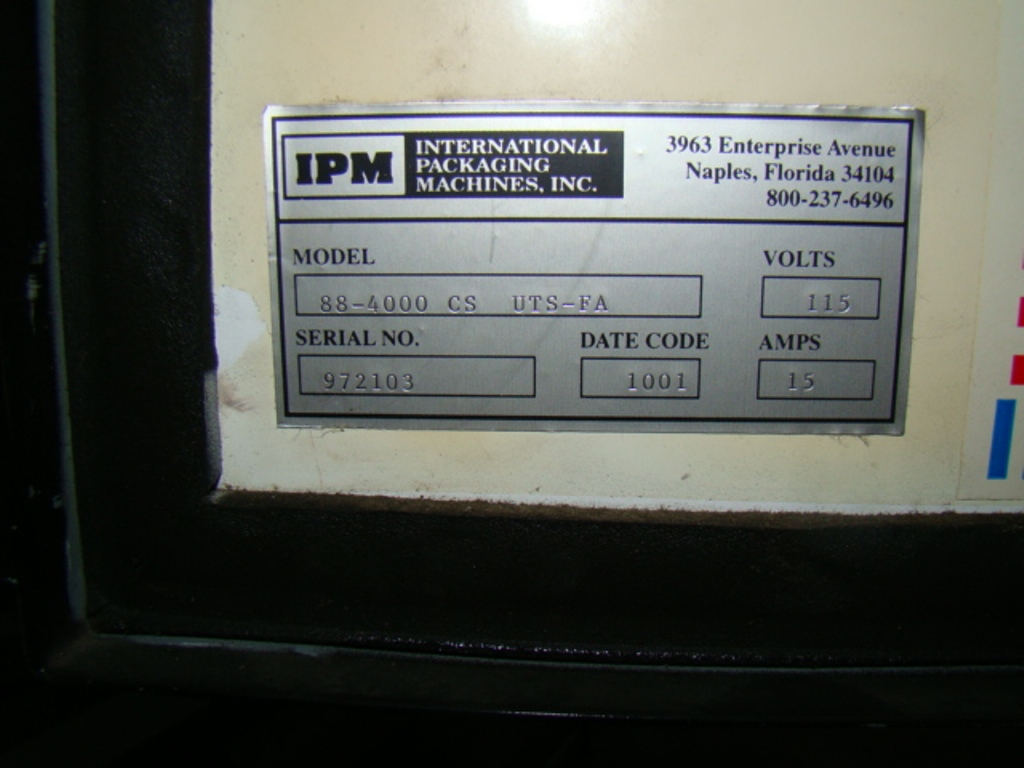 IPM
INTERNATIONAL
PACKAGING
MACHINES, INC.
3963 Enterprise Avenue
Naples, Florida 34104
800-237-6496
MODEL
88-4000 CS UTS-FA
VOLTS
115
SERIAL NO.
972103
DATE CODE
1001
AMPS
15